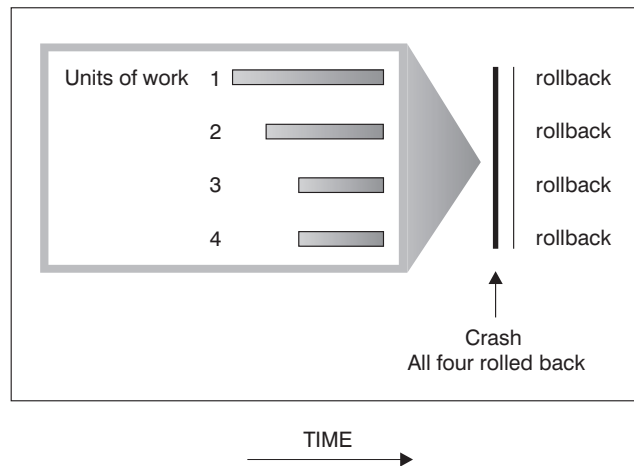 Units of work 1 rollback
2 rollback
3 rollback
4 rollback
Crash
All four rolled back
TIME